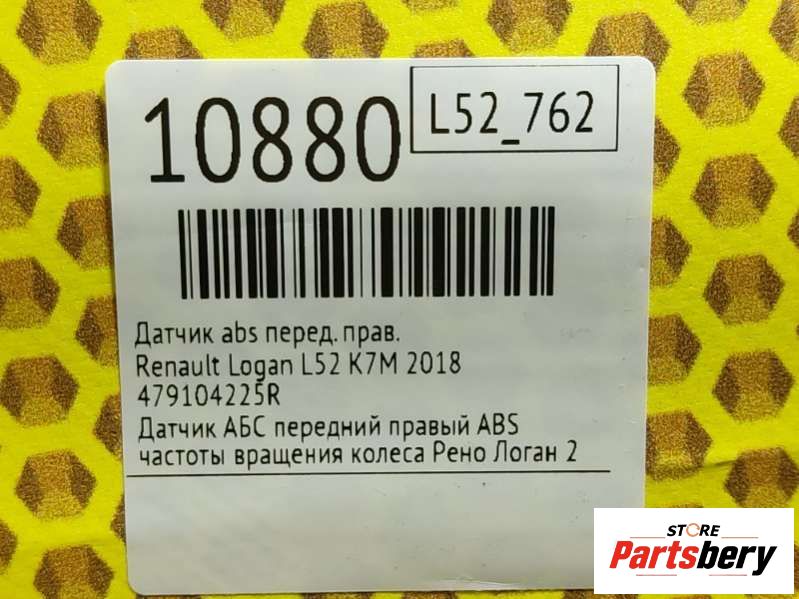 10880
L52_762
Датчик abs перед. прав.
Renault Logan L52 K7M 2018
479104225R
Датчик АБС передний правый ABS
частоты вращения колеса Рено Логан 2
STORE
Partsbery